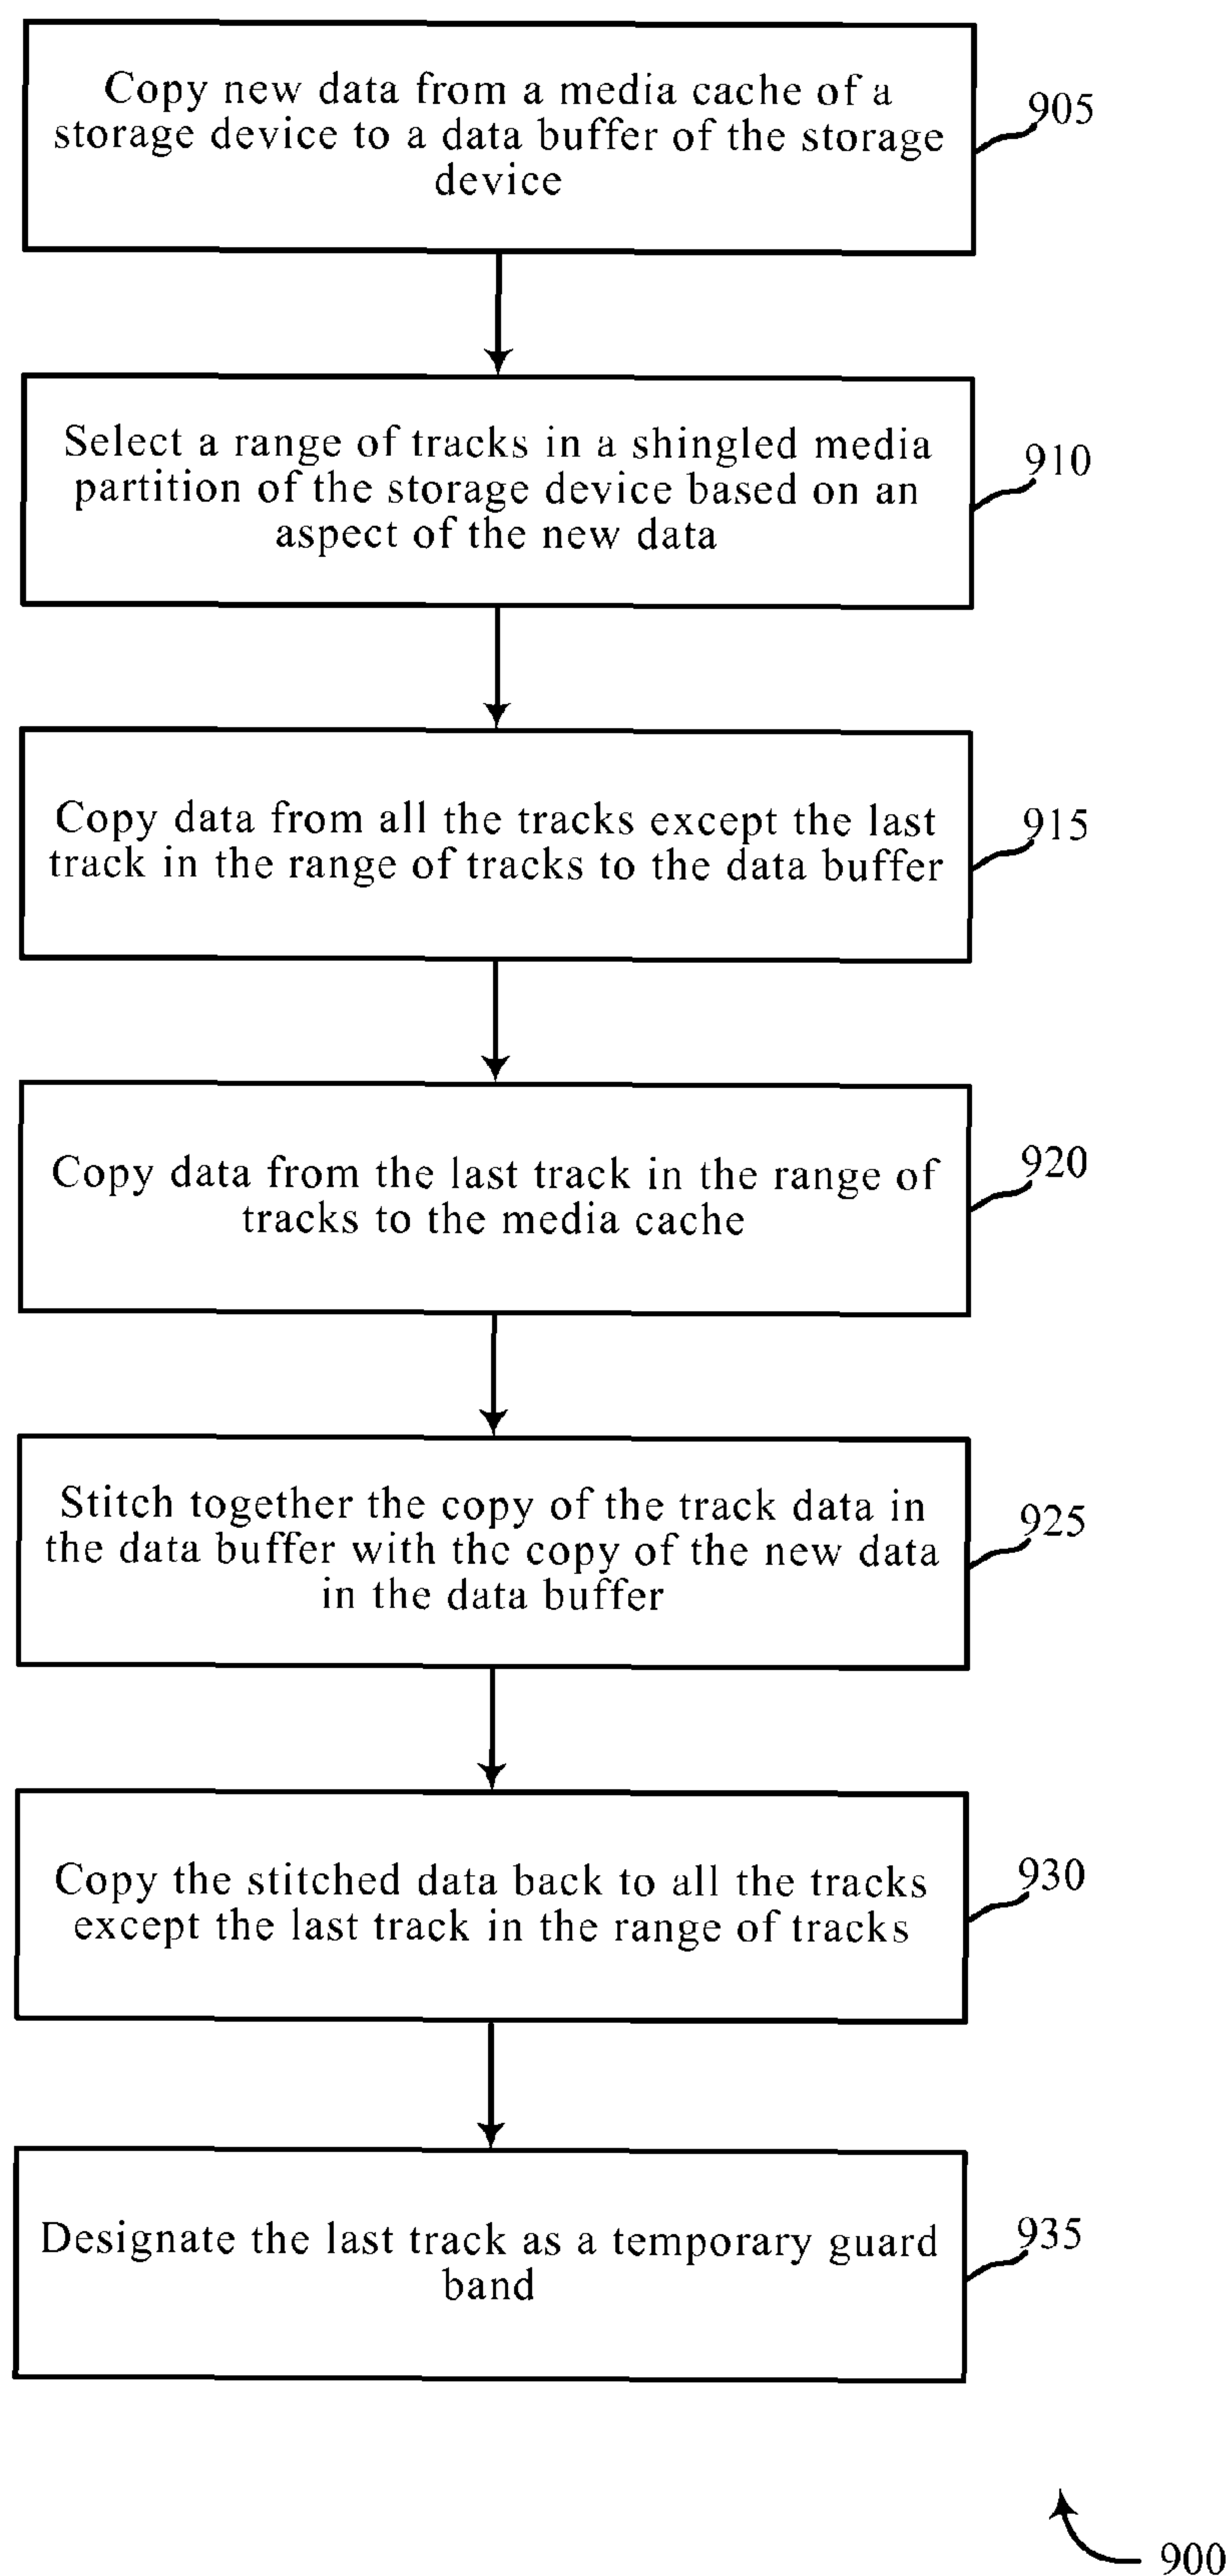 Copy new data from a media cache of a
storage device to a data buffer of the storage
device
905
Select a range of tracks in a shingled media
partition of the storage device based on an
aspect of the new data
910
Copy data from all the tracks except the last
track in the range of tracks to the data buffer
915
Copy data from the last track in the range of
tracks to the media cache
920
Stitch together the copy of the track data in
the data buffer with thc copy of the new data
in the data buffer
925
Copy the stitched data back to all the tracks
except the last track in the range of tracks
930
Designate the last track as a temporary guard
band
935
900